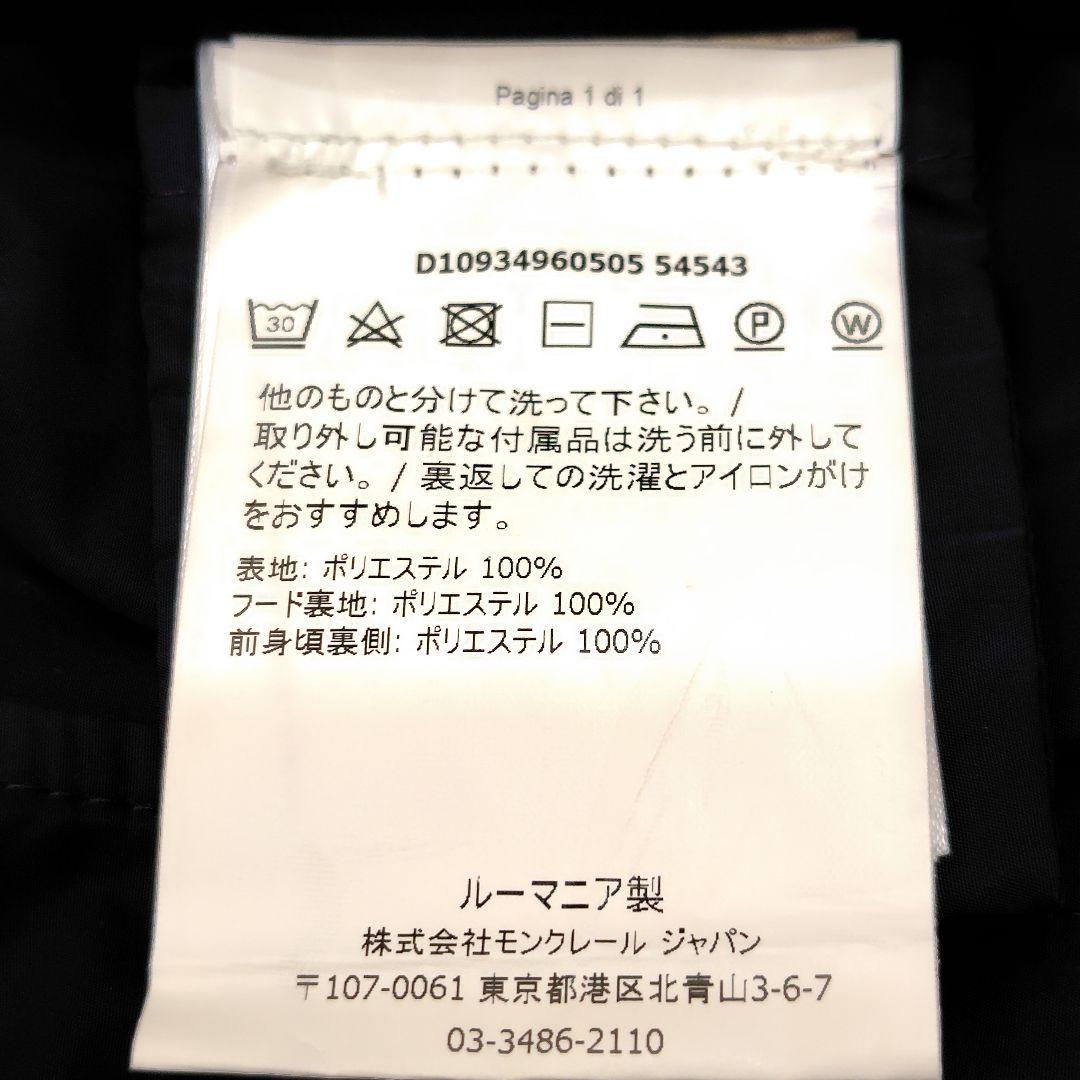 Pagina 1 di 1
D10934960505 54543
30
P
W
他のものと分けて洗って下さい。/
取り外し可能な付属品は洗う前に外して
ください。/ 裏返しての洗濯とアイロンがけ
をおすすめします。
表地: ポリエステル 100%
フード裏地: ポリエステル 100%
前身頃裏側: ポリエステル 100%
ルーマニア製
株式会社モンクレール ジャパン
〒107-0061 東京都港区北青山3-6-7
03-3486-2110